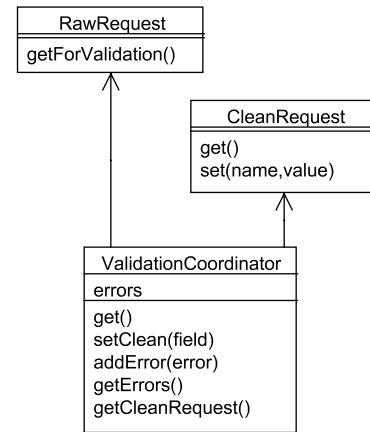 RawRequest
getForValidation()
CleanRequest
get()
set(name,value)
ValidationCoordinator
errors
get()
setClean(field)
addError(error)
getErrors()
getCleanRequest()